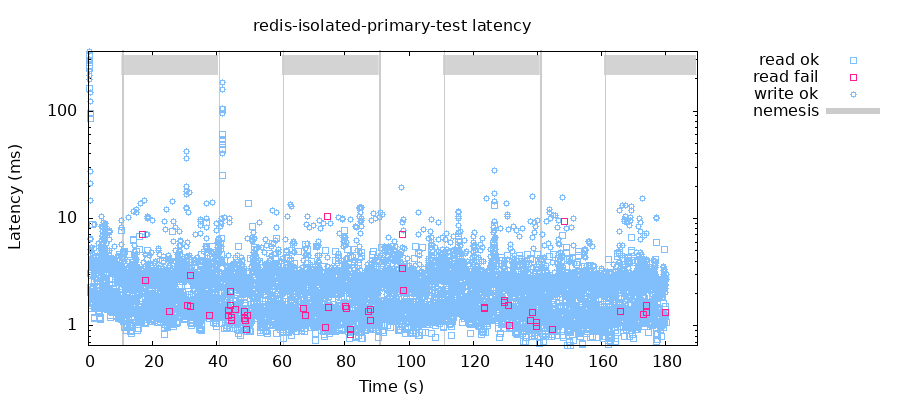 redis-isolated-primary-test latency
read ok
read fail
write ok
nemesis
100
10
1
Latency (ms)
0 20 40 60 80 100 120 140 160 180
Time (s)